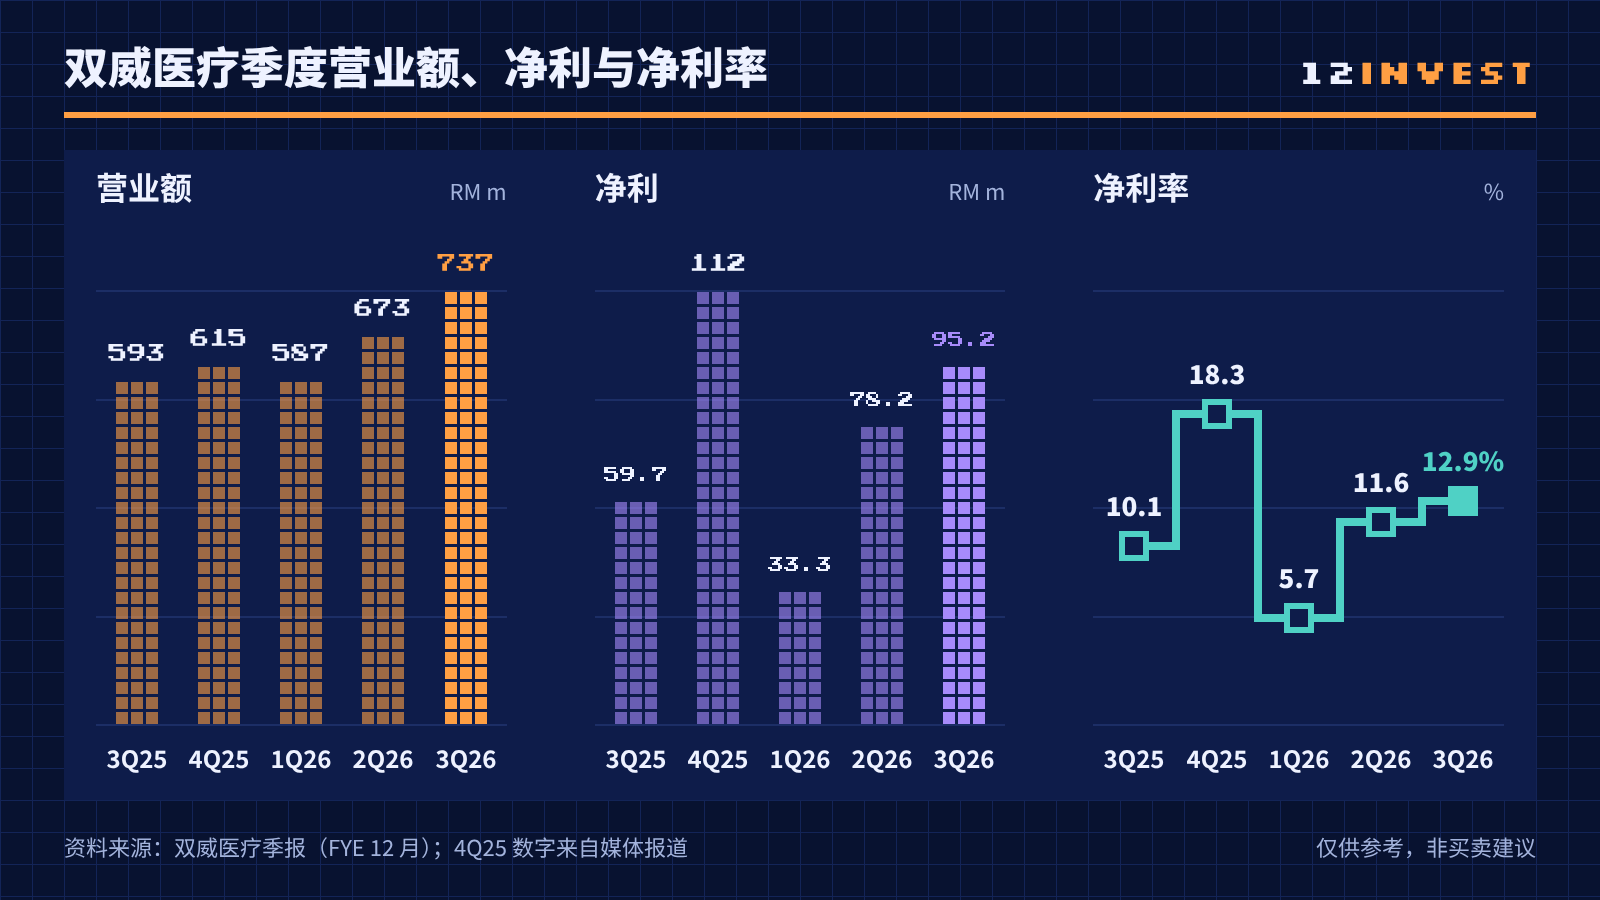 双威医疗季度营业额、净利与净利率
12INVEST
营业额 RM m
737
673
615
593
587
3Q25 4Q25 1Q26 2Q26 3Q26
净利 RM m
112
95.2
78.2
59.7
33.3
3Q25 4Q25 1Q26 2Q26 3Q26
净利率 %
18.3
12.9%
11.6
10.1
5.7
3Q25 4Q25 1Q26 2Q26 3Q26
资料来源：双威医疗季报（FYE 12 月）；4Q25 数字来自媒体报道
仅供参考，非买卖建议